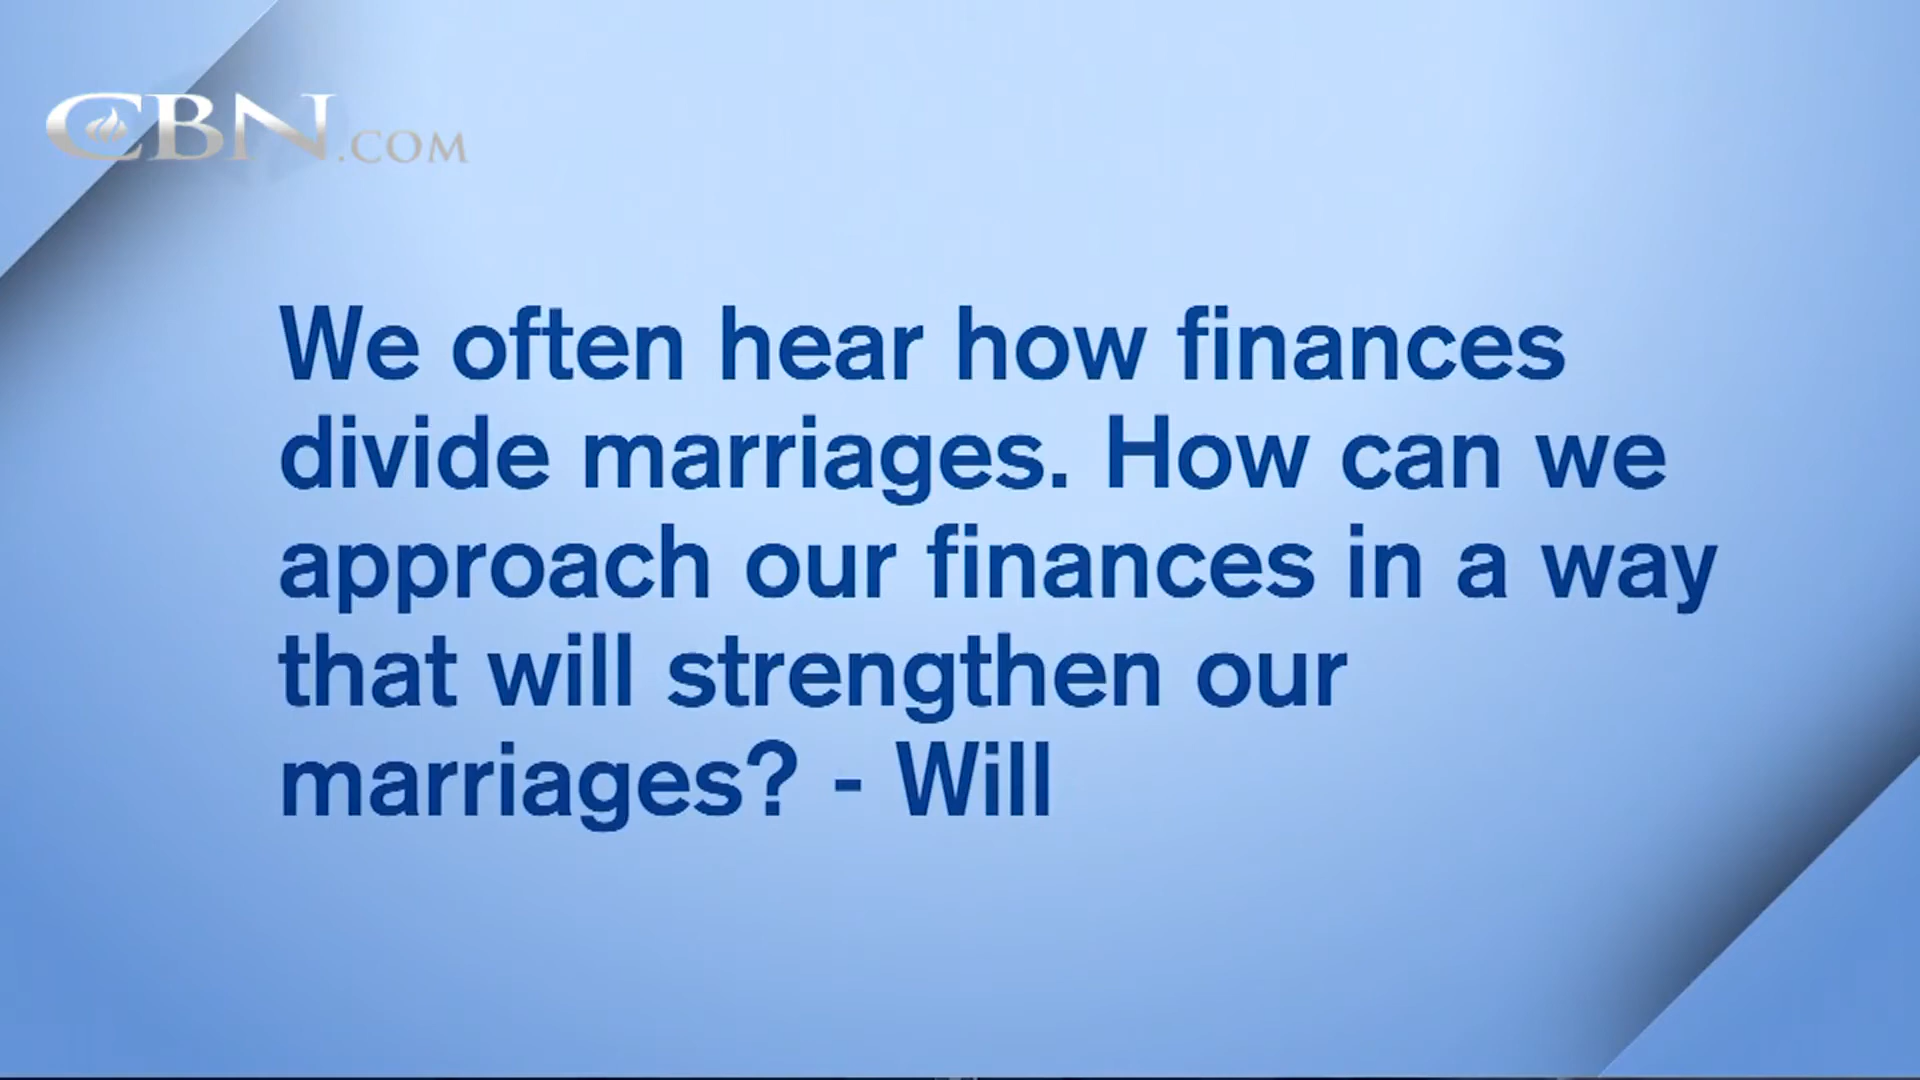 CBN.COM
We often hear how finances
divide marriages. How can we
approach our finances in a way
that will strengthen our
marriages? - Will